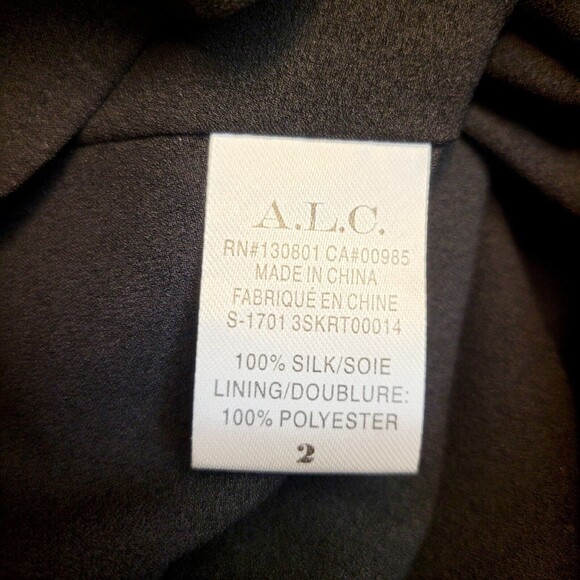 A.L.C.
RN#130801 CA#00985
MADE IN CHINA
FABRIQUÉ EN CHINE
S-1701 3SKRT00014
100% SILK/SOIE
LINING/DOUBLURE:
100% POLYESTER
2